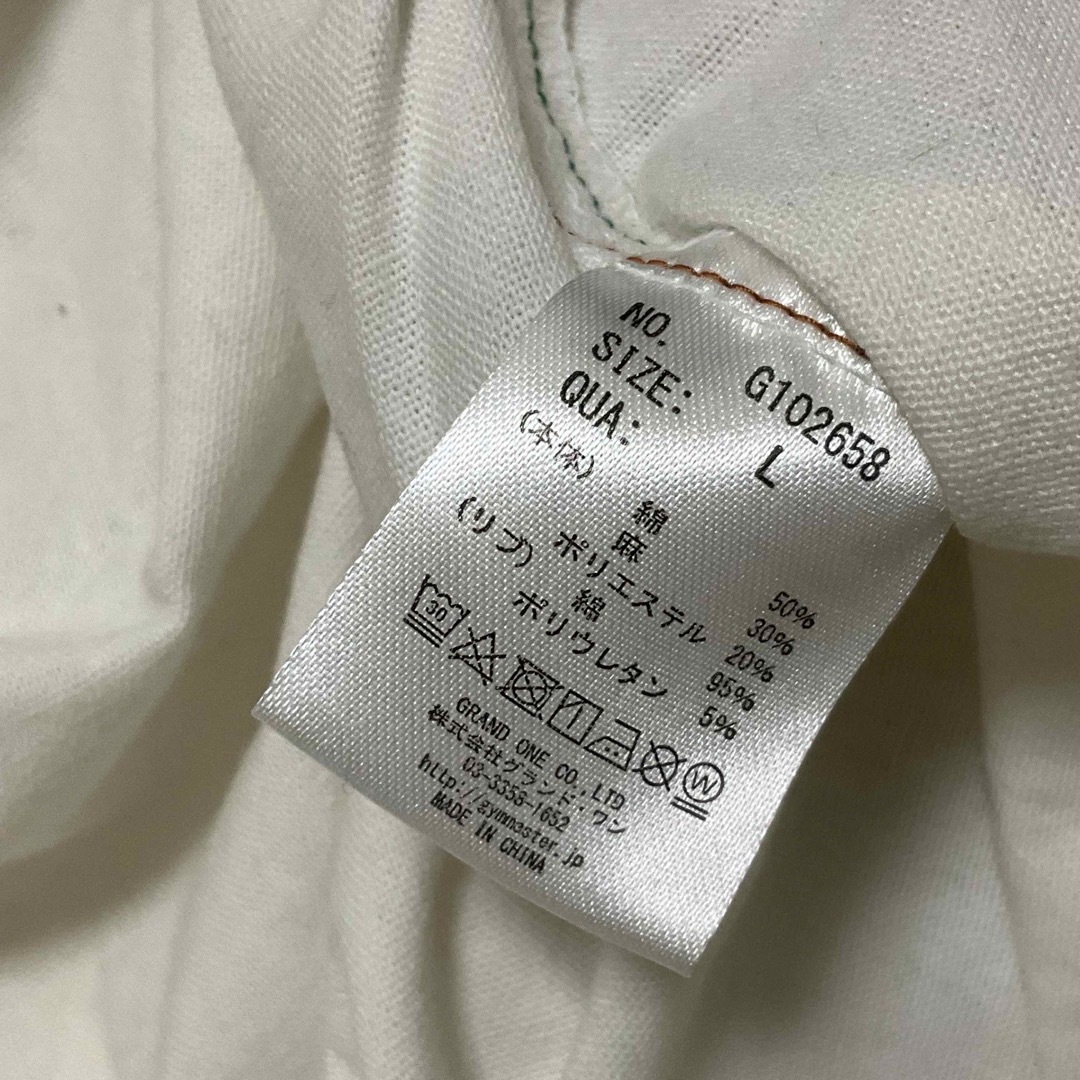 NO. G102658
SIZE: L
QUA:
(本体)
綿 50%
麻 30%
ポリエステル 20%
(リブ) 綿 95%
ポリウレタン 5%
30
W
GRAND ONE CO.,LTD
株式会社グランド・ワン
03-3358-1652
http://gymmaster.jp
MADE IN CHINA